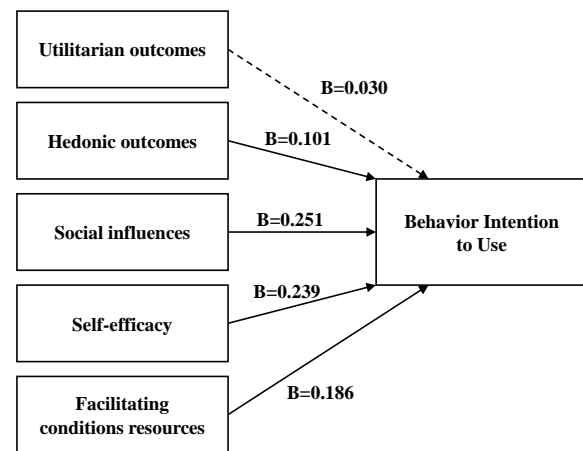 Utilitarian outcomes
B=0.030
Hedonic outcomes
B=0.101
Social influences
B=0.251
Behavior Intention
to Use
Self-efficacy
B=0.239
Facilitating
conditions resources
B=0.186